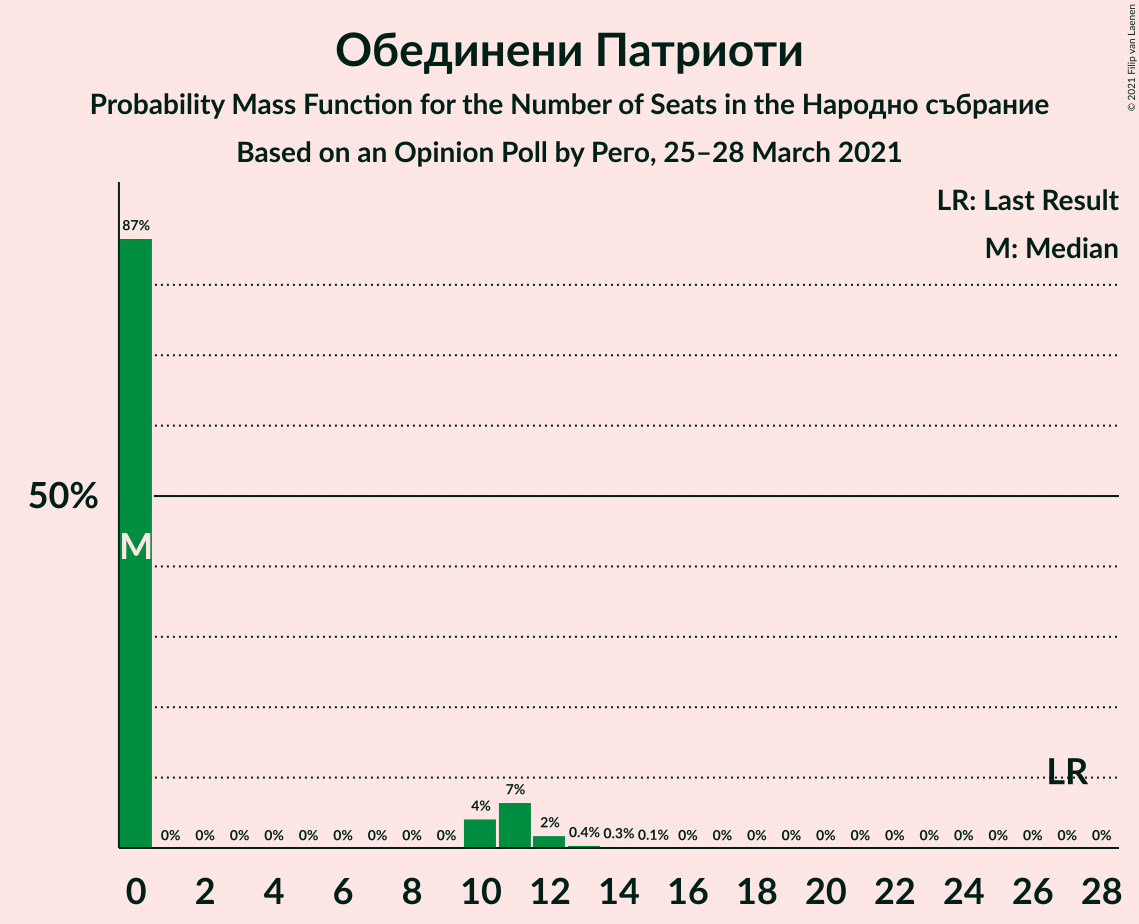 Обединени Патриоти
Probability Mass Function for the Number of Seats in the Народно събрание
Based on an Opinion Poll by Рего, 25–28 March 2021
© 2021 Filip van Laenen
LR: Last Result
M: Median
87%
50%
M
LR
0% 0% 0% 0% 0% 0% 0% 0% 0% 4% 7% 2% 0.4% 0.3% 0.1% 0% 0% 0% 0% 0% 0% 0% 0% 0% 0% 0% 0% 0%
0 2 4 6 8 10 12 14 16 18 20 22 24 26 28